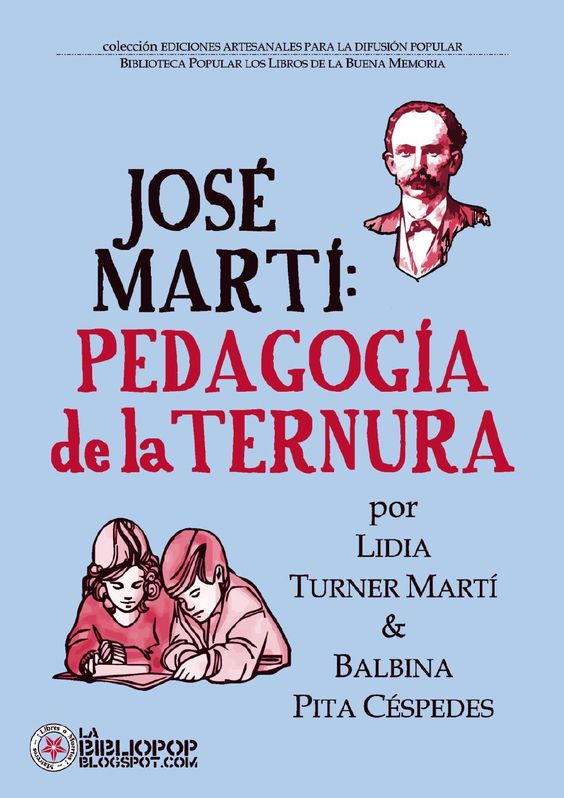 colección EDICIONES ARTESANALES PARA LA DIFUSIÓN POPULAR
BIBLIOTECA POPULAR LOS LIBROS DE LA BUENA MEMORIA
JOSÉ
MARTÍ:
PEDAGOGÍA
de la TERNURA
por
LIDIA
TURNER MARTÍ
&
BALBINA
PITA CÉSPEDES
LA
BIBLIOPOP
BLOGSPOT.COM